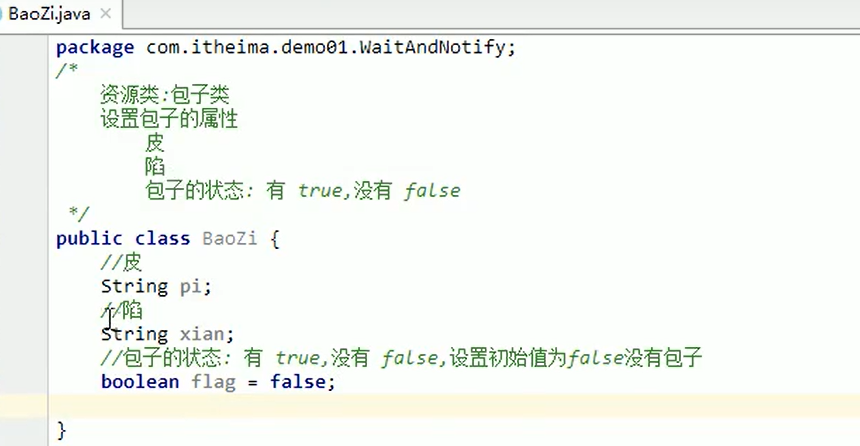 BaoZi.java
package com.itheima.demo01.WaitAndNotify;
/*
资源类:包子类
设置包子的属性
皮
陷
包子的状态: 有 true,没有 false
*/
public class BaoZi {
//皮
String pi;
//陷
String xian;
//包子的状态: 有 true,没有 false,设置初始值为false没有包子
boolean flag = false;
}